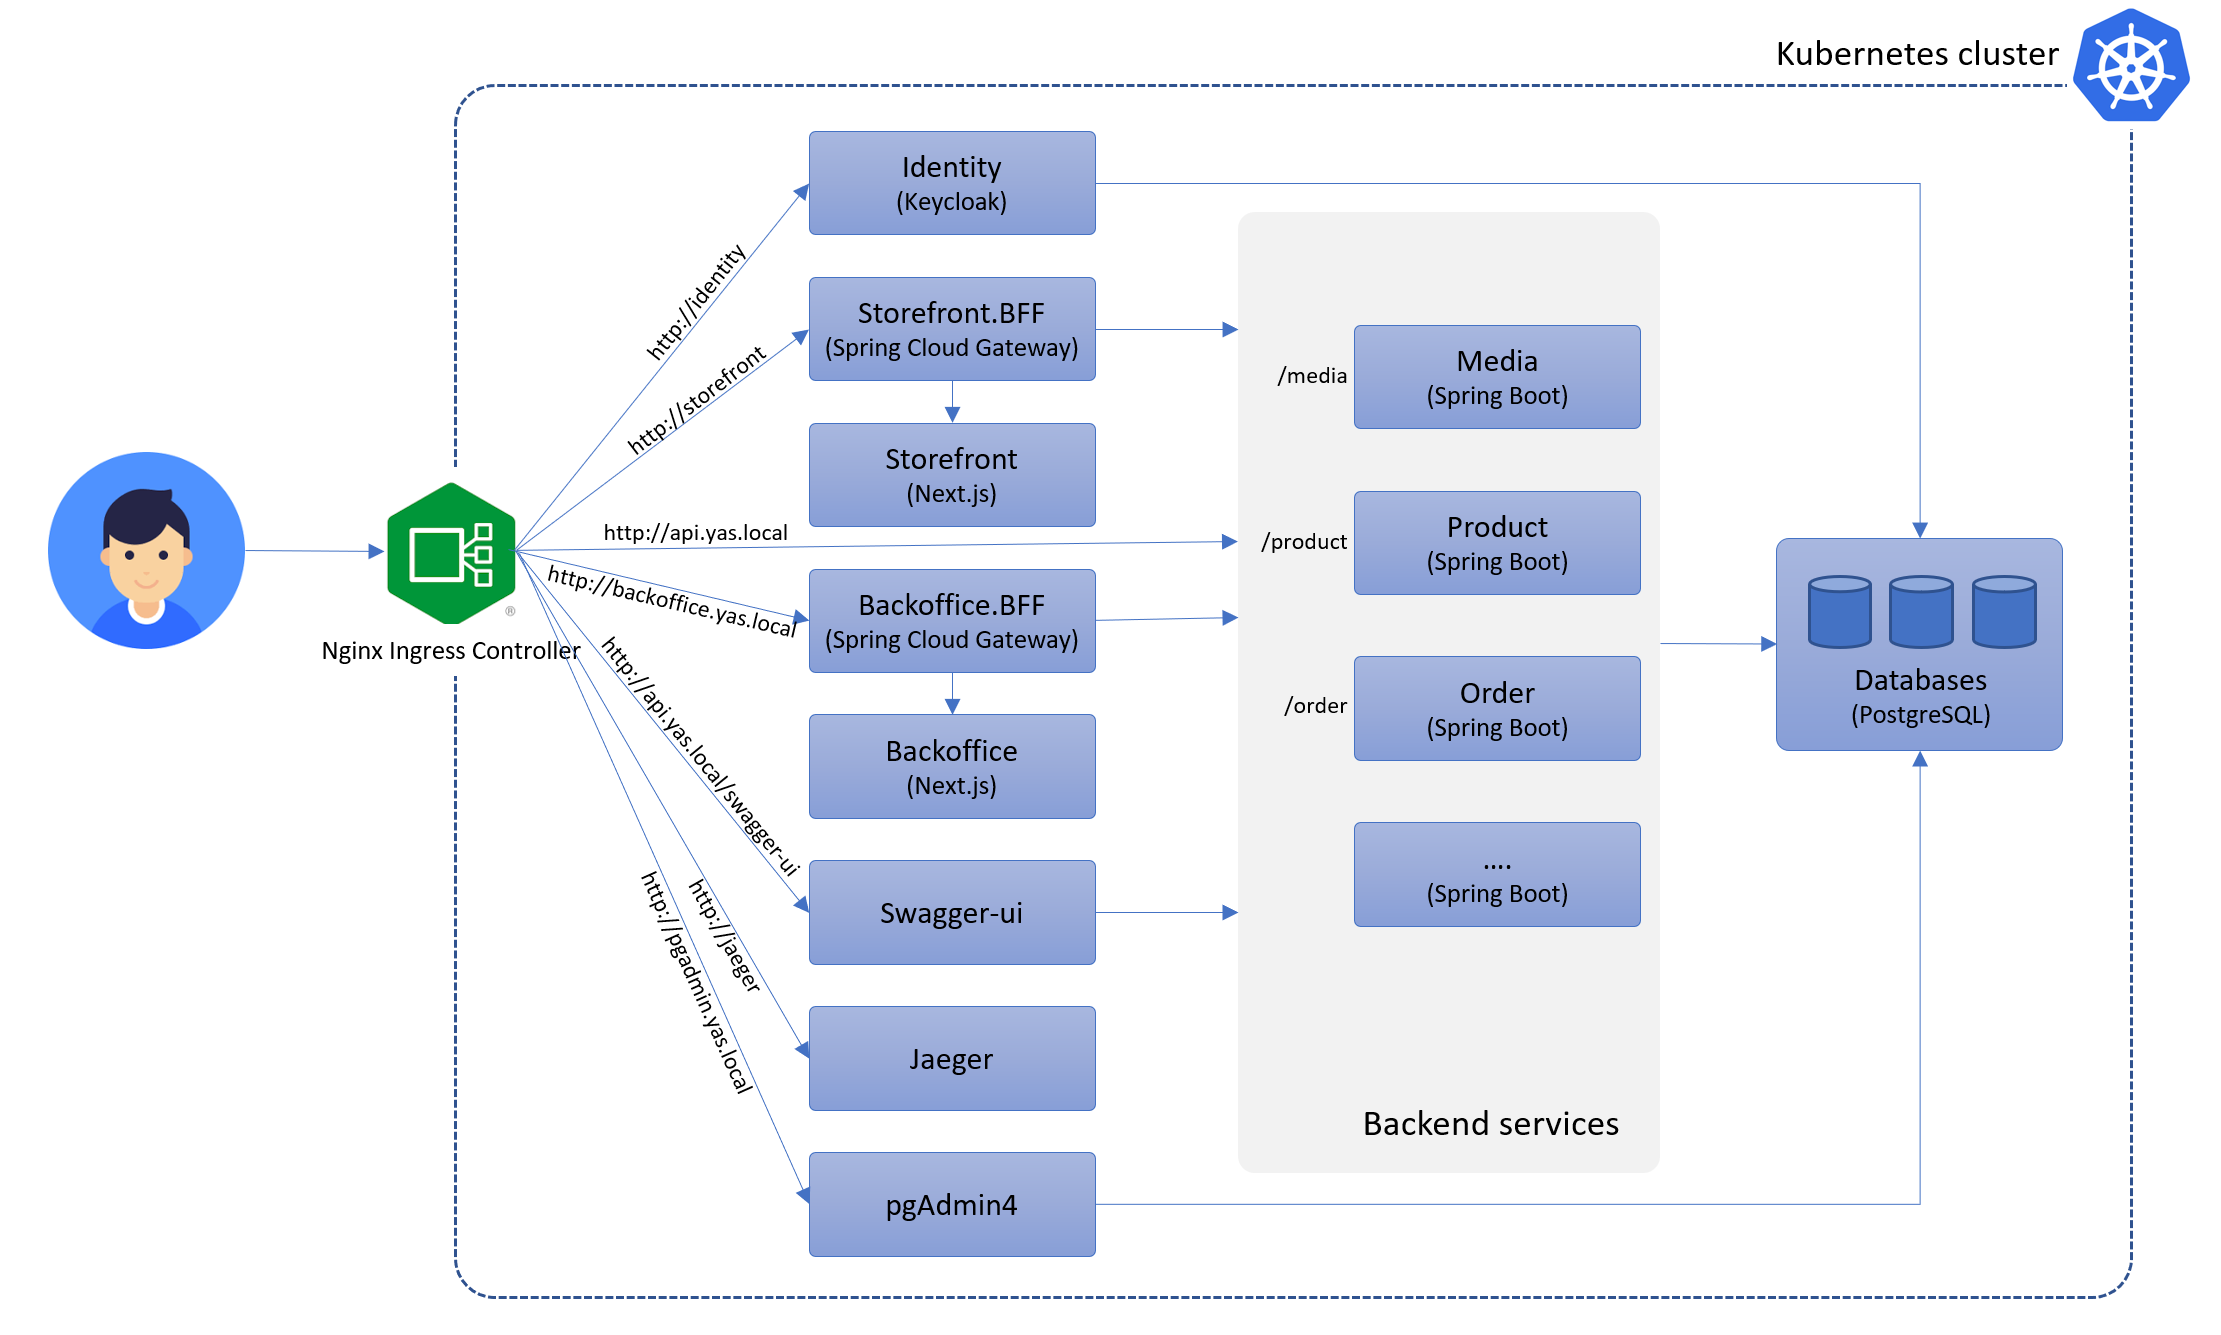 Kubernetes cluster
Identity
(Keycloak)
http://identity
Storefront.BFF
(Spring Cloud Gateway)
http://storefront
Storefront
(Next.js)
http://api.yas.local
Backoffice.BFF
(Spring Cloud Gateway)
http://backoffice.yas.local
Nginx Ingress Controller
®
Backoffice
(Next.js)
http://api.yas.local/swagger-ui
Swagger-ui
http://jaeger
Jaeger
http://pgadmin.yas.local
pgAdmin4
/media
Media
(Spring Boot)
/product
Product
(Spring Boot)
/order
Order
(Spring Boot)
....
(Spring Boot)
Backend services
Databases
(PostgreSQL)